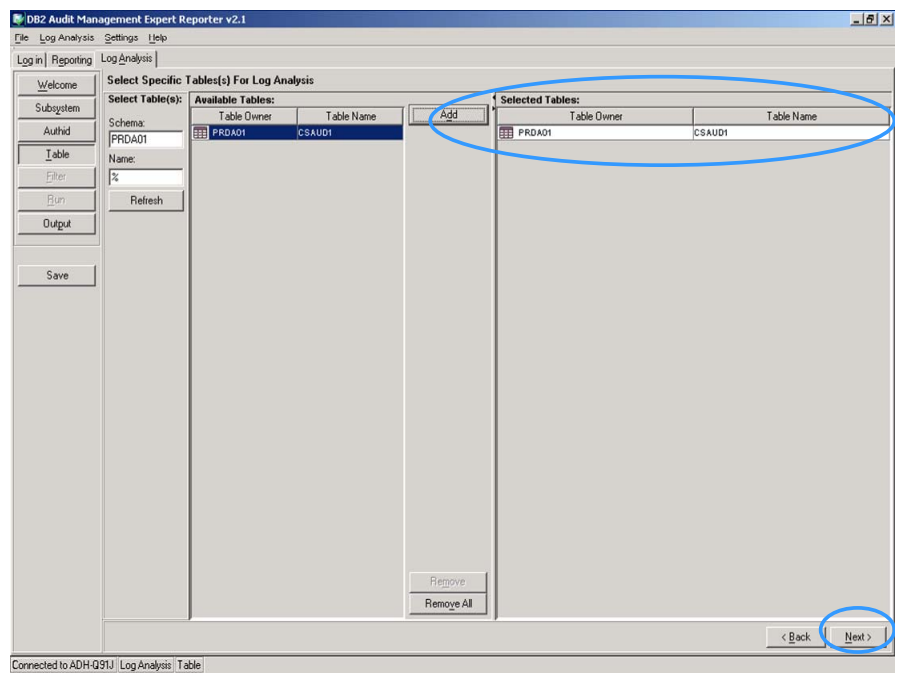 DB2 Audit Management Expert Reporter v2.1
File Log Analysis Settings Help
Log in Reporting Log Analysis
Welcome
Subsystem
Authid
Table
Filter
Run
Output
Save
Select Specific Tables(s) For Log Analysis
Select Table(s):
Schema:
PRDA01
Name:
%
Refresh
Available Tables:
Table Owner Table Name
PRDA01 CSAUD1
Add
Remove
Remove All
Selected Tables:
Table Owner Table Name
PRDA01 CSAUD1
< Back Next >
Connected to ADH-Q91J Log Analysis Table